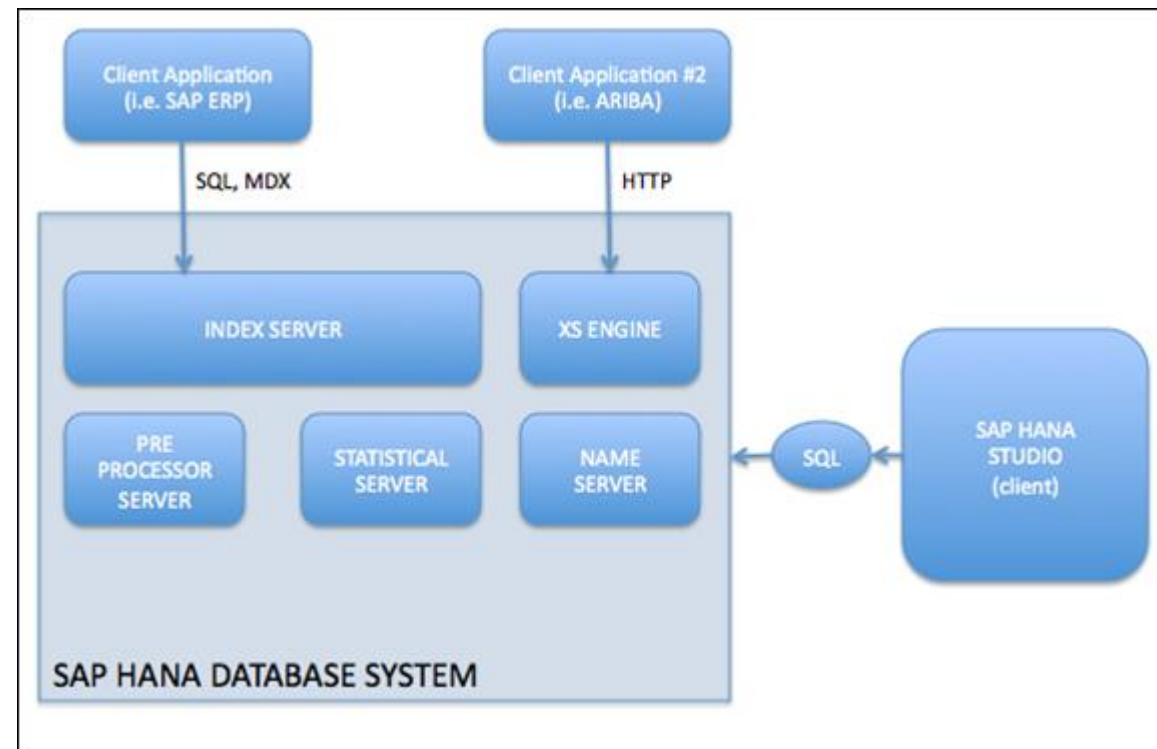 Client Application
(i.e. SAP ERP)
Client Application #2
(i.e. ARIBA)
SQL, MDX
HTTP
INDEX SERVER
XS ENGINE
PRE
PROCESSOR
SERVER
STATISTICAL
SERVER
NAME
SERVER
SQL
SAP HANA
STUDIO
(client)
SAP HANA DATABASE SYSTEM